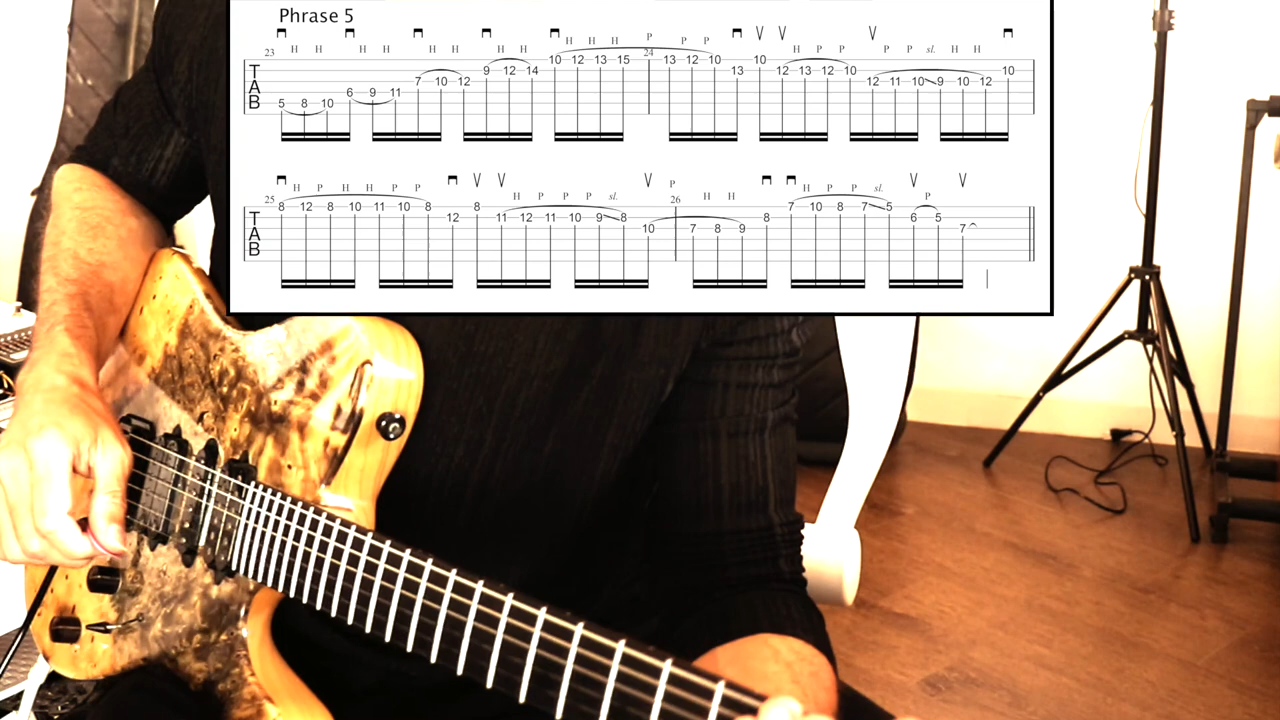 Phrase 5
H H H H H H H H H H H P P P H P P P P sl. H H
23 24
10 12 13 15 13 12 10 10
9 12 14 13 12 13 12 10 10
7 10 12 12 11 10 9 10 12
6 9 11
5 8 10
T
A
B
H P H H P P H P P P sl. P H H H P P sl. P
25 26
8 12 8 10 11 10 8 8 7 10 8 7 5
12 11 12 11 10 9 8 8 6 5
10 7 8 9 7
T
A
B